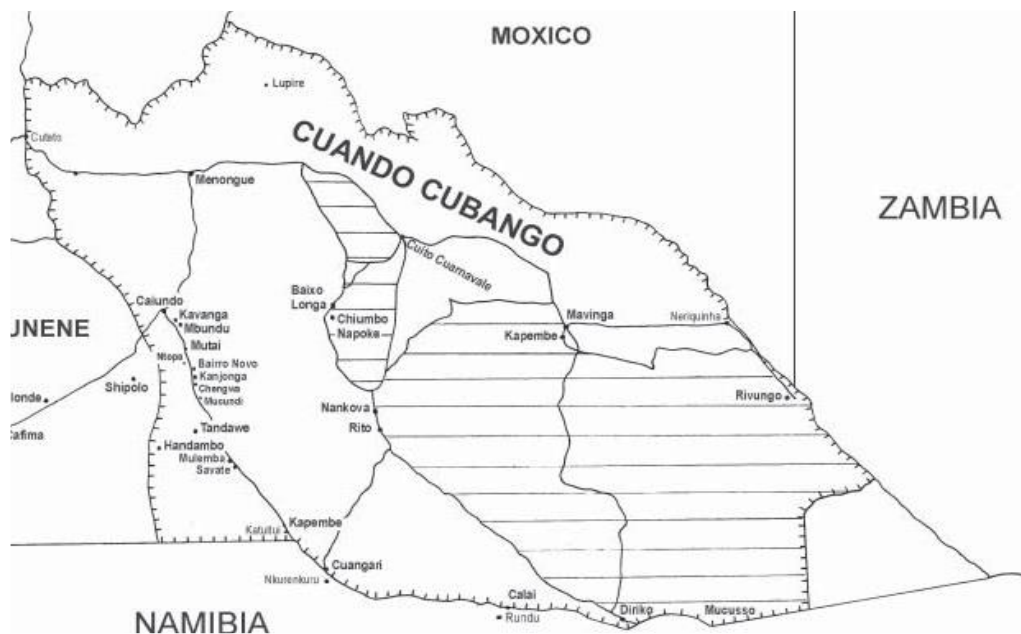 MOXICO
Lupire
CUANDO CUBANGO
Cutato
Menongue
ZAMBIA
Cuito Cuarnavale
Baixo
Longa
Caiundo
Kavanga
Mbundu
Chiumbo
Napoke
Mavinga
Neriquinha
UNENE
Kapembe
Mutai
Ntopa
Bairro Novo
Kanjonga
Chengwa
Mucundi
Shipolo
londe
Nankova
Rivungo
Rito
Tandawe
Handambo
Mulemba
Savate
Kapembe
Katuitui
Cuangari
Nkurenkuru
Calai
Rundu
Diriko
Mucusso
NAMIBIA